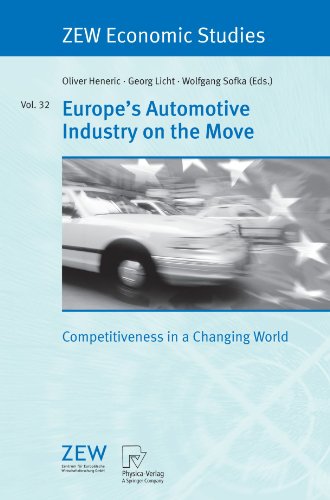 ZEW Economic Studies
Oliver Heneric · Georg Licht · Wolfgang Sofka (Eds.)
Vol. 32
Europe's Automotive
Industry on the Move
Competitiveness in a Changing World
ZEW
Zentrum für Europäische
Wirtschaftsforschung GmbH
Physica-Verlag
A Springer Company